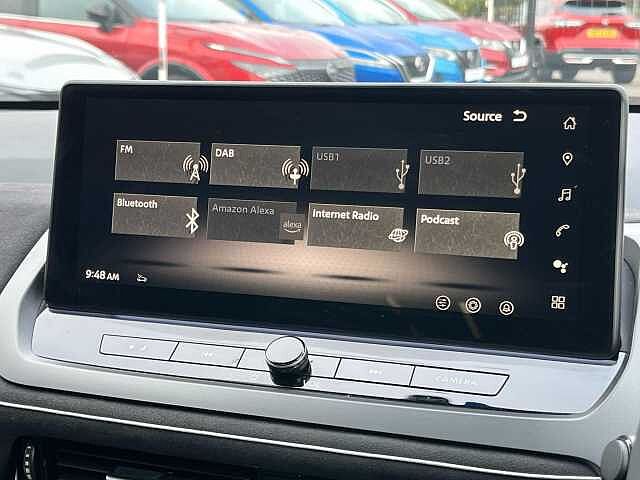 Source
FM
DAB
USB1
USB2
Bluetooth
Amazon Alexa
alexa
Internet Radio
Podcast
9:48 AM
CAMERA